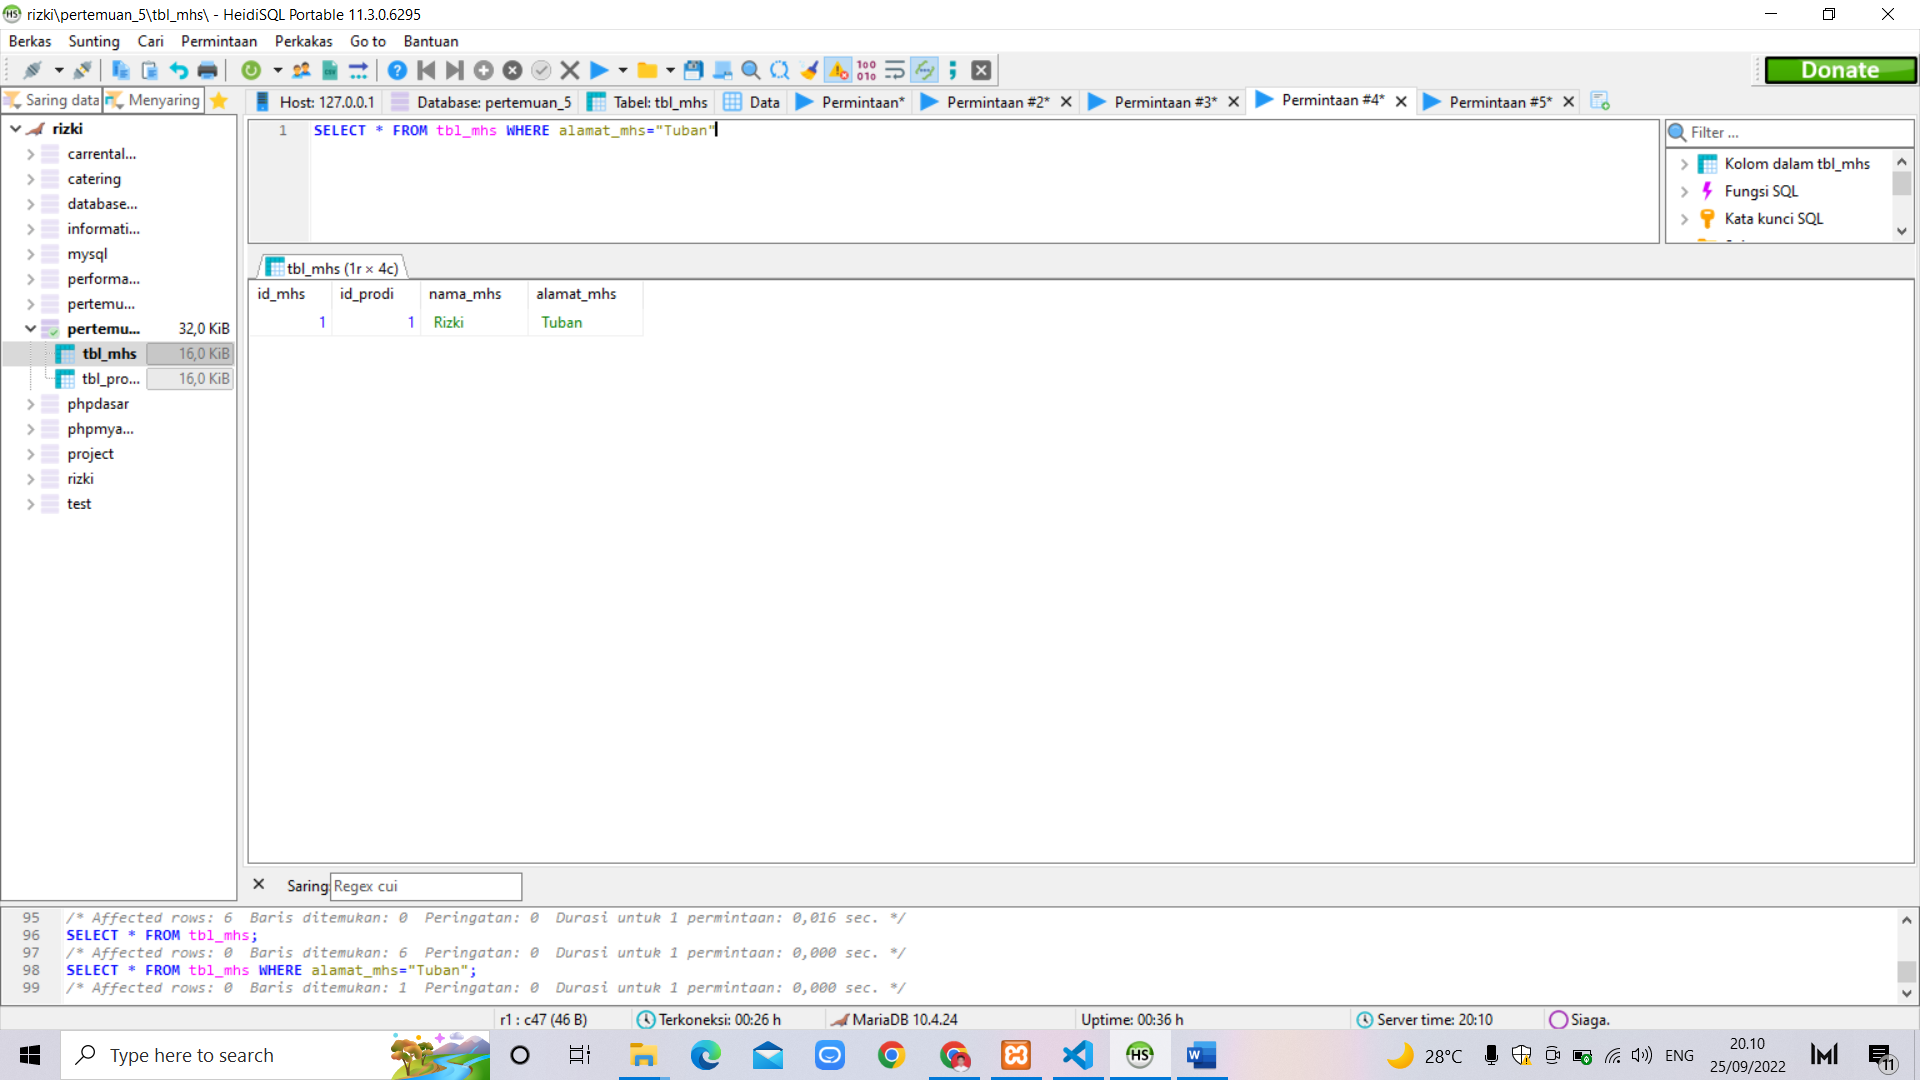 rizki\pertemuan_5\tbl_mhs\ - HeidiSQL Portable 11.3.0.6295
Berkas Sunting Cari Permintaan Perkakas Go to Bantuan
Donate
Saring data Menyaring
Host: 127.0.0.1 Database: pertemuan_5 Tabel: tbl_mhs Data Permintaan* Permintaan #2* Permintaan #3* Permintaan #4* Permintaan #5*
rizki
carrental...
catering
database...
informati...
mysql
performa...
pertemu...
pertemu... 32,0 KiB
tbl_mhs 16,0 KiB
tbl_pro... 16,0 KiB
phpdasar
phpmya...
project
rizki
test
1 SELECT * FROM tbl_mhs WHERE alamat_mhs="Tuban"
Filter ...
Kolom dalam tbl_mhs
Fungsi SQL
Kata kunci SQL
tbl_mhs (1r × 4c)
id_mhs id_prodi nama_mhs alamat_mhs
1 1 Rizki Tuban
Saring Regex cui
95 /* Affected rows: 6 Baris ditemukan: 0 Peringatan: 0 Durasi untuk 1 permintaan: 0,016 sec. */
96 SELECT * FROM tbl_mhs;
97 /* Affected rows: 0 Baris ditemukan: 6 Peringatan: 0 Durasi untuk 1 permintaan: 0,000 sec. */
98 SELECT * FROM tbl_mhs WHERE alamat_mhs="Tuban";
99 /* Affected rows: 0 Baris ditemukan: 1 Peringatan: 0 Durasi untuk 1 permintaan: 0,000 sec. */
r1 : c47 (46 B) Terkoneksi: 00:26 h MariaDB 10.4.24 Uptime: 00:36 h Server time: 20:10 Siaga.
Type here to search
28°C ENG
20.10
25/09/2022
11